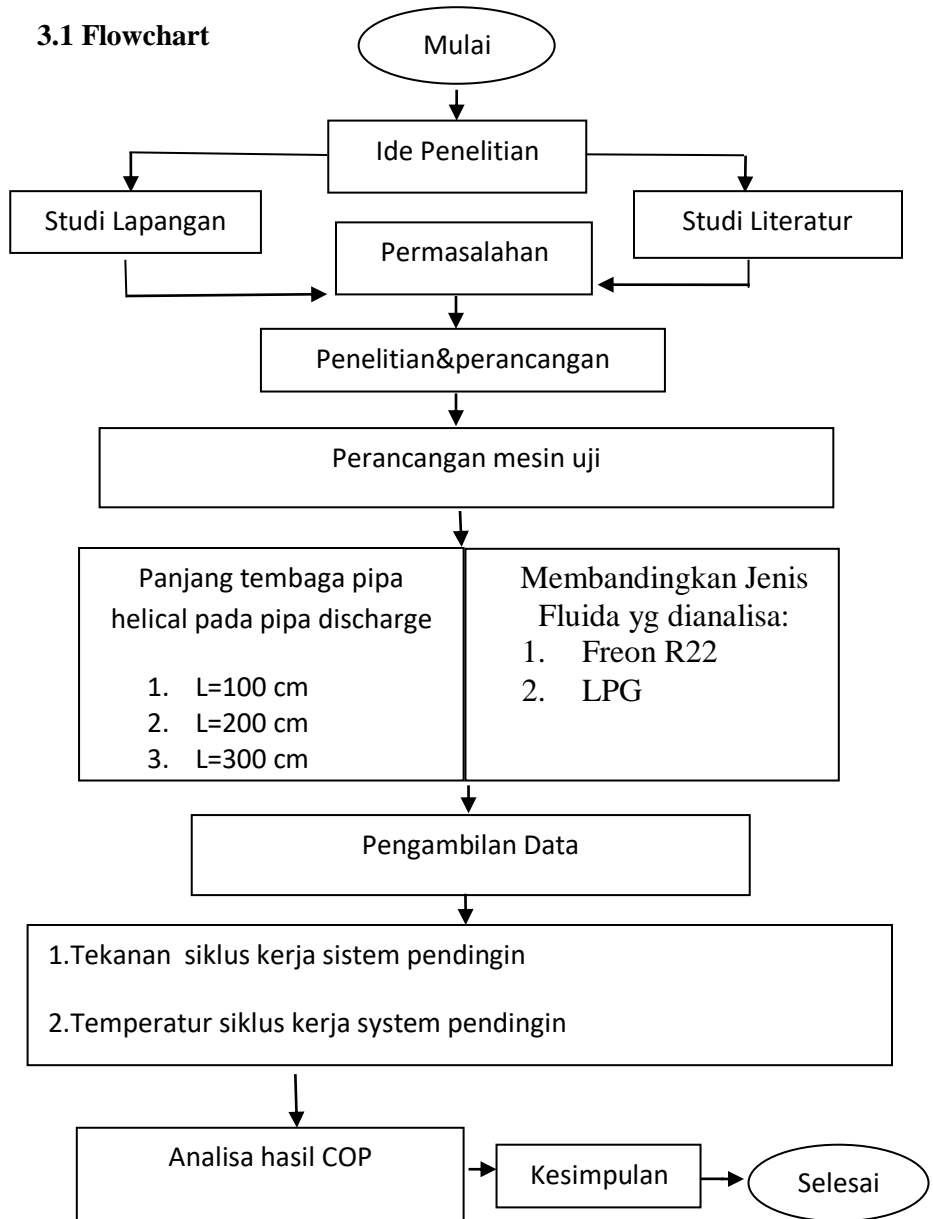 3.1 Flowchart
Mulai
Ide Penelitian
Studi Lapangan
Studi Literatur
Permasalahan
Penelitian&perancangan
Perancangan mesin uji
Panjang tembaga pipa
helical pada pipa discharge
1. L=100 cm
2. L=200 cm
3. L=300 cm
Membandingkan Jenis
Fluida yg dianalisa:
1. Freon R22
2. LPG
Pengambilan Data
1.Tekanan siklus kerja sistem pendingin
2.Temperatur siklus kerja system pendingin
Analisa hasil COP
Kesimpulan
Selesai